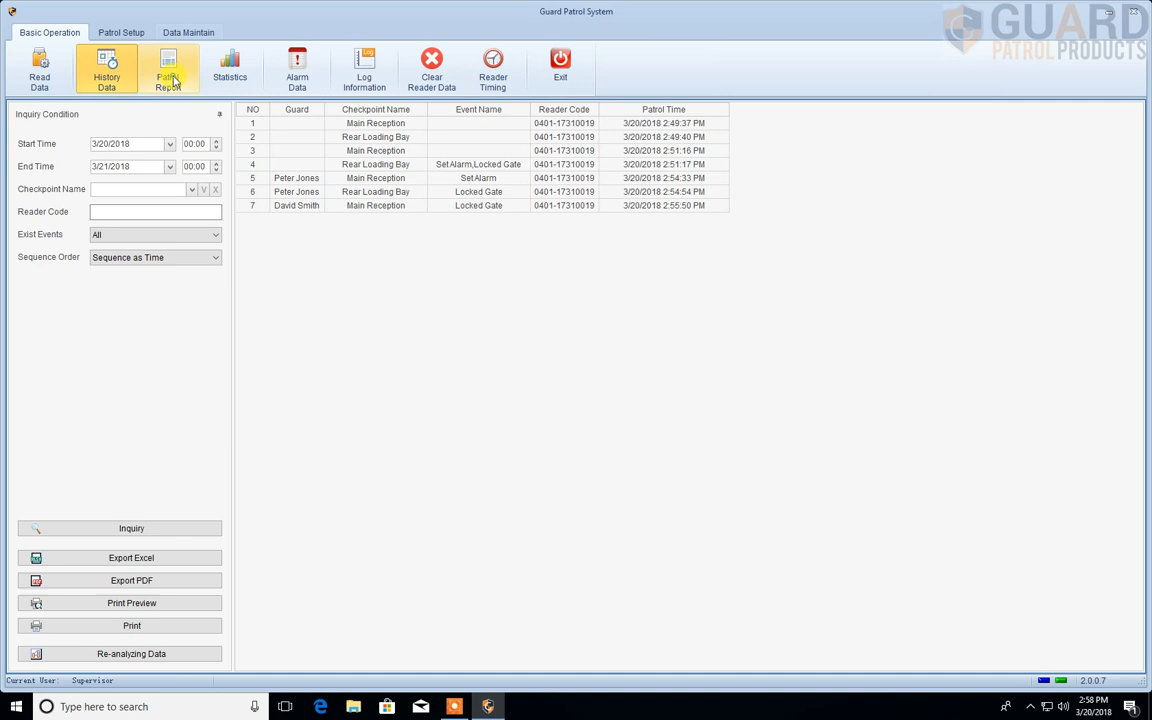 Guard Patrol System
GUARD
PATROL PRODUCTS
Basic Operation Patrol Setup Data Maintain
Read Data
History Data
Patrol Report
Statistics
Alarm Data
Log
Log Information
Clear Reader Data
Reader Timing
Exit
Inquiry Condition
Start Time 3/20/2018 00:00
End Time 3/21/2018 00:00
Checkpoint Name V X
Reader Code
Exist Events All
Sequence Order Sequence as Time
Inquiry
Export Excel
Export PDF
Print Preview
Print
Re-analyzing Data
NO Guard Checkpoint Name Event Name Reader Code Patrol Time
1 Main Reception 0401-17310019 3/20/2018 2:49:37 PM
2 Rear Loading Bay 0401-17310019 3/20/2018 2:49:40 PM
3 Main Reception 0401-17310019 3/20/2018 2:51:16 PM
4 Rear Loading Bay Set Alarm,Locked Gate 0401-17310019 3/20/2018 2:51:17 PM
5 Peter Jones Main Reception Set Alarm 0401-17310019 3/20/2018 2:54:33 PM
6 Peter Jones Rear Loading Bay Locked Gate 0401-17310019 3/20/2018 2:54:54 PM
7 David Smith Main Reception Locked Gate 0401-17310019 3/20/2018 2:55:50 PM
Current User: Supervisor 2.0.0.7
Type here to search
2:58 PM
3/20/2018